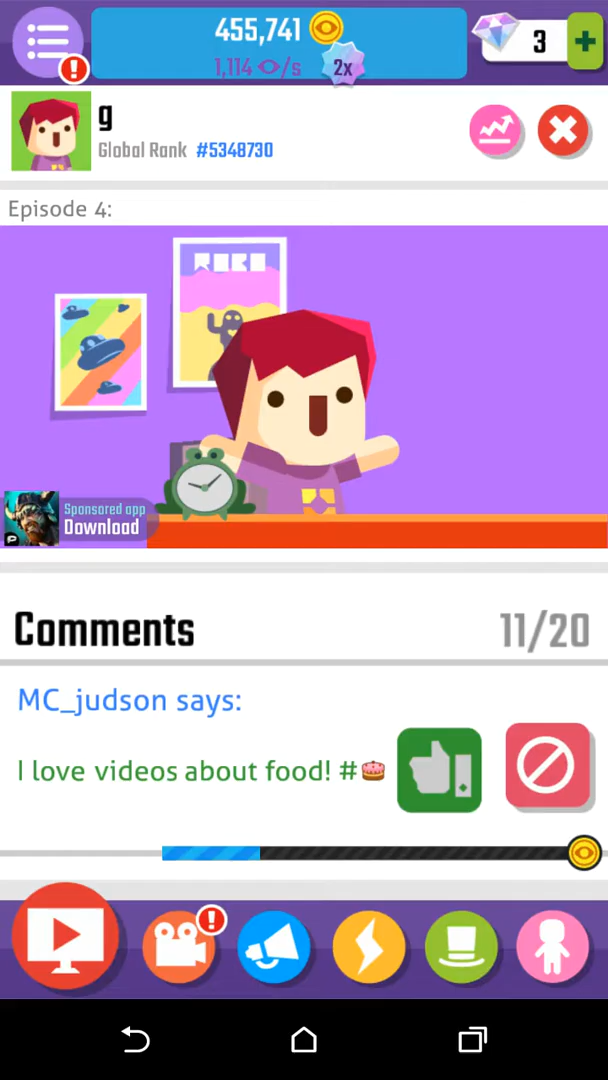 455,741
1,114 /s
2x
3
g
Global Rank #5348730
Episode 4:
ROKO
Sponsored app
Download
Comments
11/20
MC_judson says:
I love videos about food! #🍰